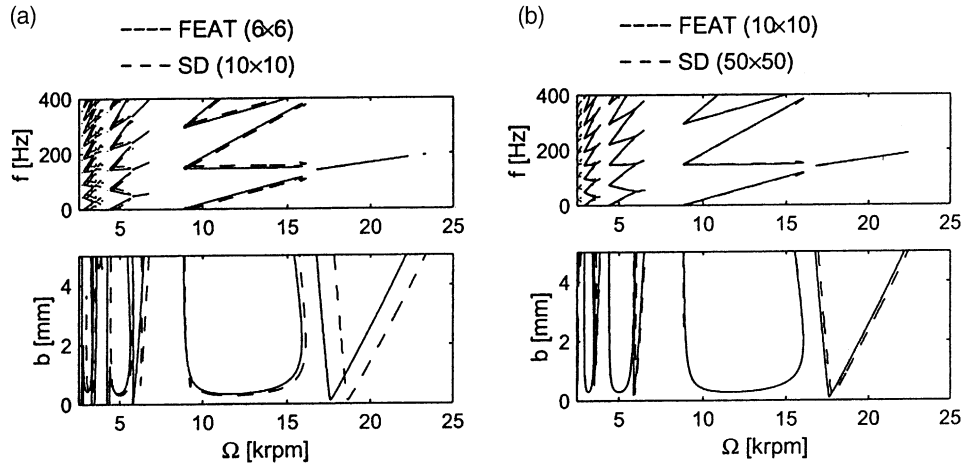 (a)
FEAT (6×6)
SD (10×10)
400
200
0
f [Hz]
5 10 15 20 25
4
2
0
b [mm]
5 10 15 20 25
Ω [krpm]
(b)
FEAT (10×10)
SD (50×50)
400
200
0
f [Hz]
5 10 15 20 25
4
2
0
b [mm]
5 10 15 20 25
Ω [krpm]